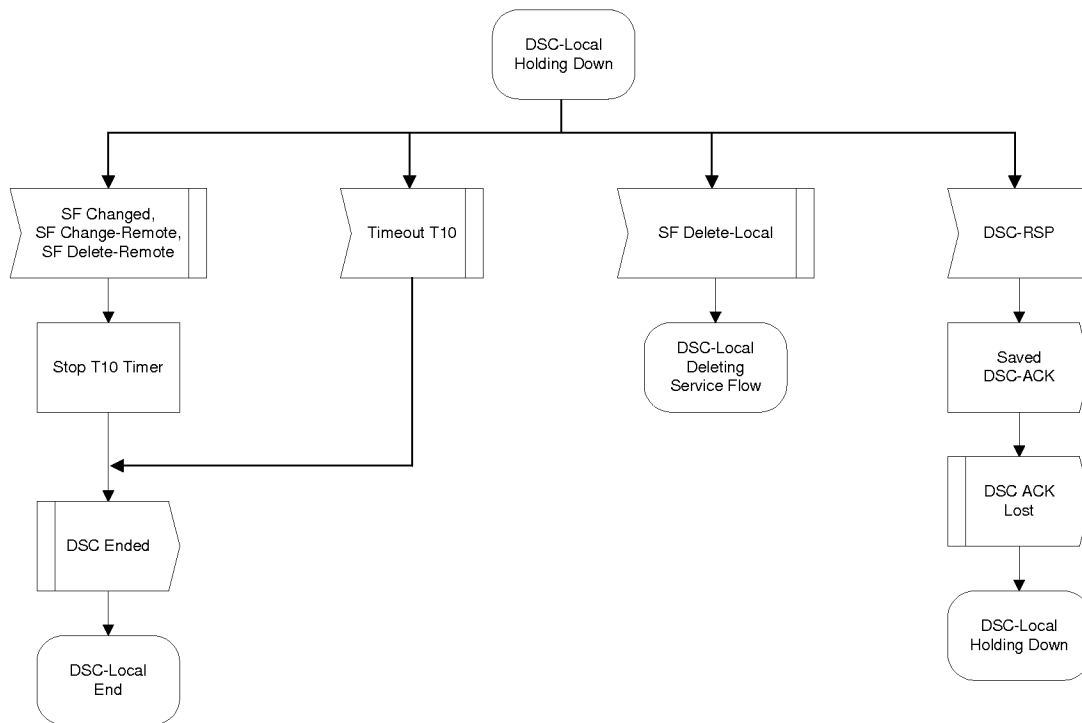 DSC-Local
Holding Down
SF Changed,
SF Change-Remote,
SF Delete-Remote
Timeout T10
SF Delete-Local
DSC-RSP
Stop T10 Timer
DSC-Local
Deleting
Service Flow
Saved
DSC-ACK
DSC Ended
DSC ACK
Lost
DSC-Local
End
DSC-Local
Holding Down